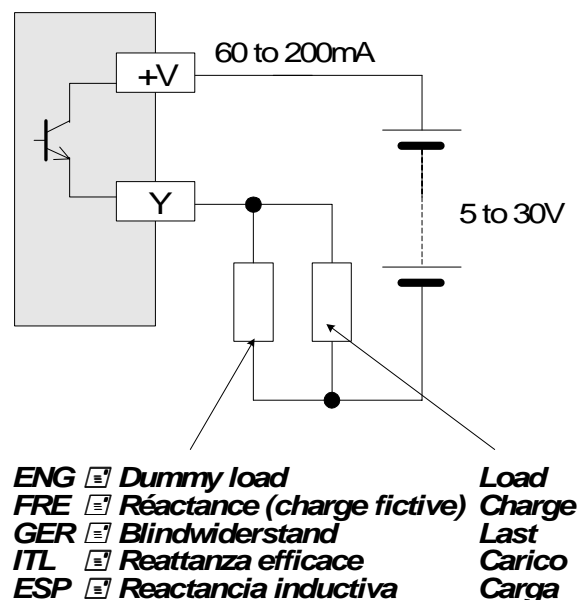 +V
60 to 200mA
Y
5 to 30V
ENG Dummy load Load
FRE Réactance (charge fictive) Charge
GER Blindwiderstand Last
ITL Reattanza efficace Carico
ESP Reactancia inductiva Carga